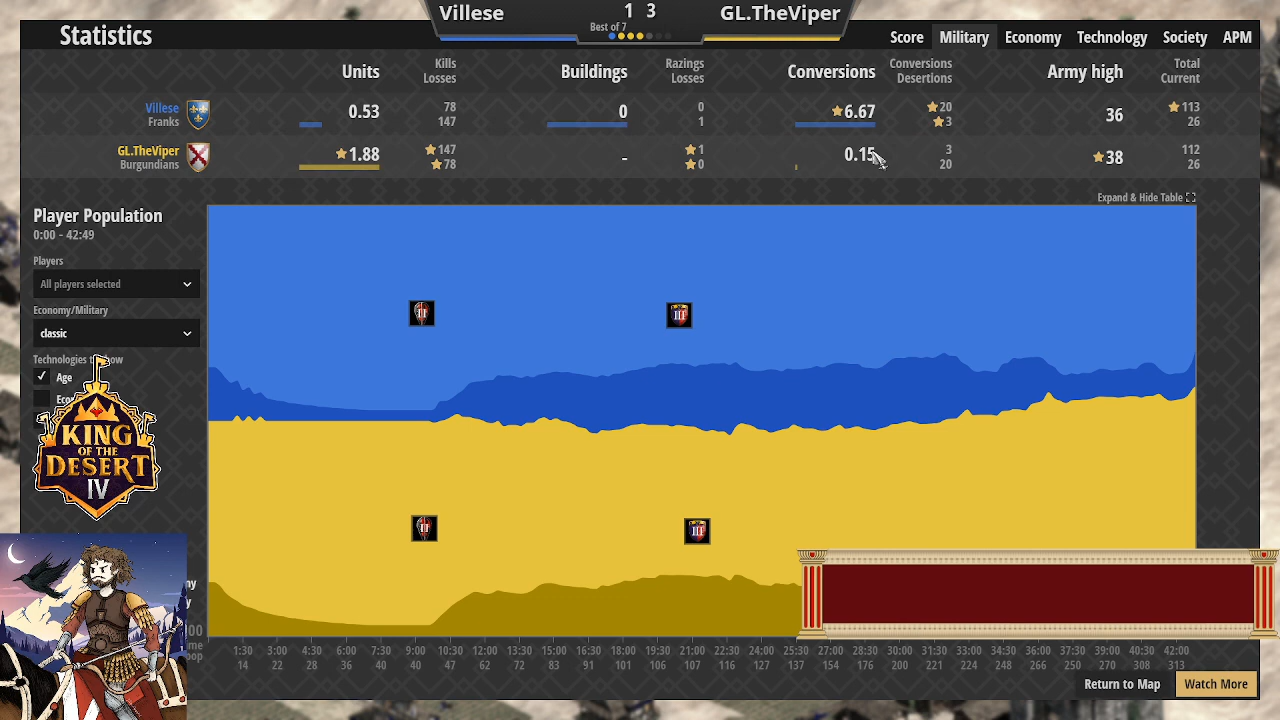 Villese 1 3 GL.TheViper
Best of 7
Statistics
Score Military Economy Technology Society APM
Units Kills Losses Buildings Razings Losses Conversions Conversions Desertions Army high Total Current
Villese 0.53 78 0 0 6.67 20 36 113
Franks 147 1 3 26
GL.TheViper 1.88 147 - 1 0.15 3 38 112
Burgundians 78 0 20 26
Expand & Hide Table
Player Population
0:00 - 42:49
Players
All players selected
Economy/Military
classic
Technologies
Age
KING
OF THE
DESERT
IV
II III
II III
1:30 3:00 4:30 6:00 7:30 9:00 10:30 12:00 13:30 15:00 16:30 18:00 19:30 21:00 22:30 24:00 25:30 27:00 28:30 30:00 31:30 33:00 34:30 36:00 37:30 39:00 40:30 42:00
14 22 28 36 40 40 47 62 72 83 91 101 106 107 116 127 137 154 176 200 221 224 248 266 250 270 308 313
Return to Map Watch More